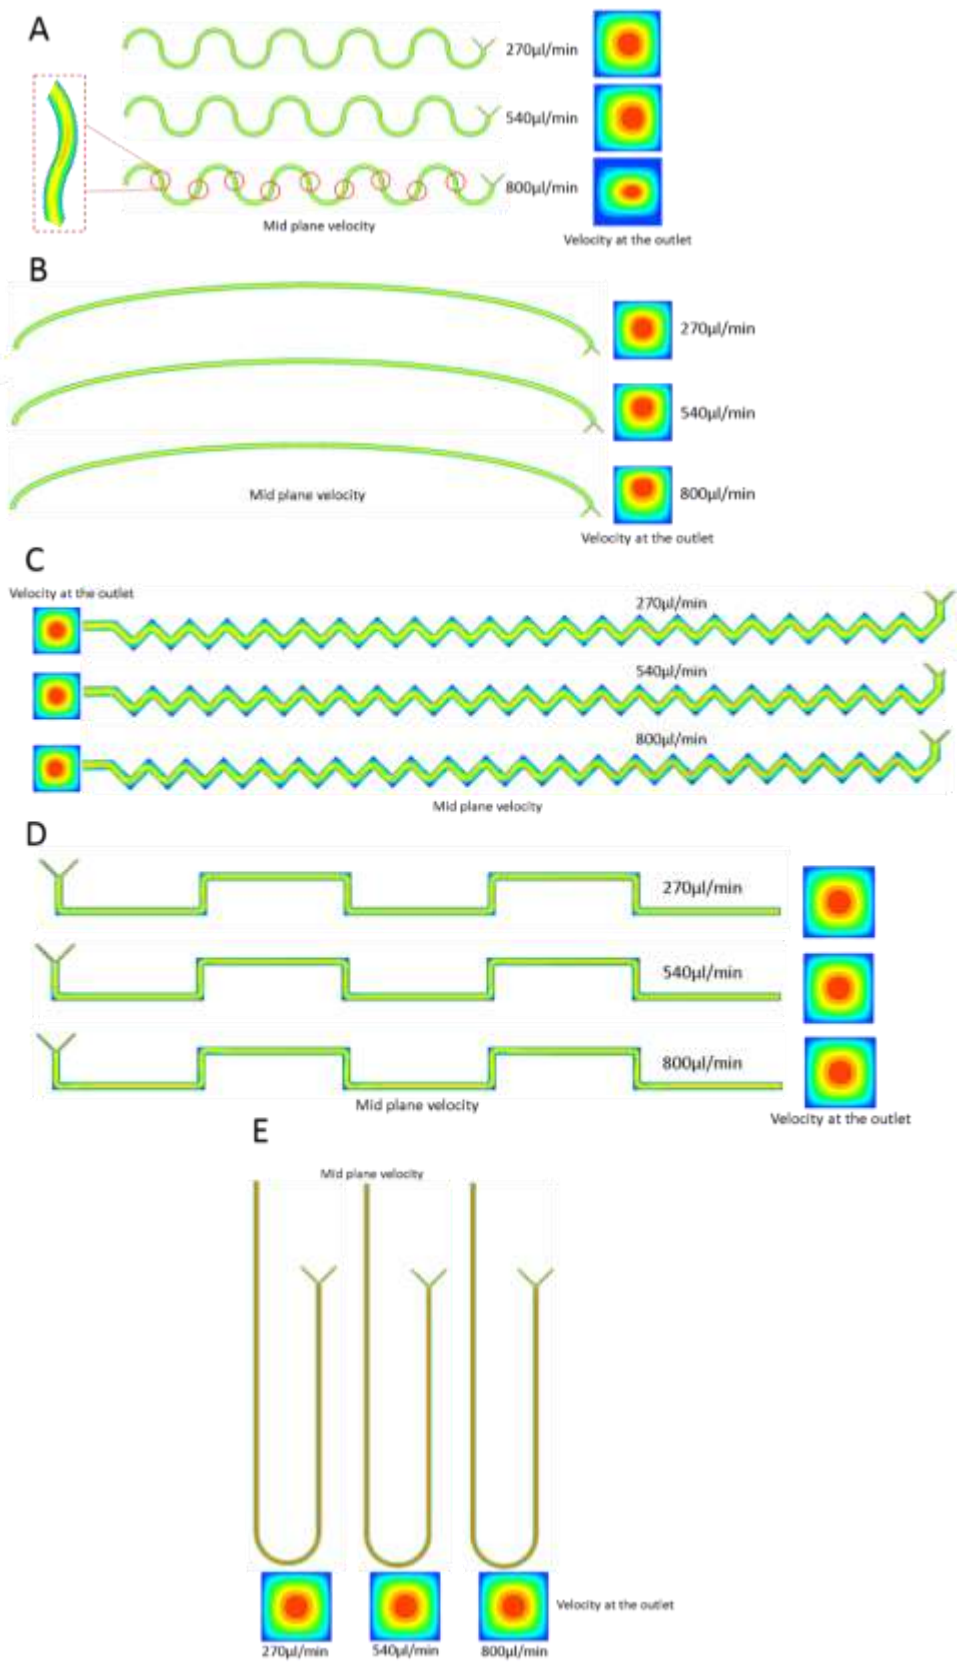 A
270µl/min
540µl/min
800µl/min
Mid plane velocity
Velocity at the outlet
B
270µl/min
540µl/min
800µl/min
Mid plane velocity
Velocity at the outlet
C
Velocity at the outlet
270µl/min
540µl/min
800µl/min
Mid plane velocity
D
270µl/min
540µl/min
800µl/min
Mid plane velocity
Velocity at the outlet
E
Mid plane velocity
Velocity at the outlet
270µl/min 540µl/min 800µl/min